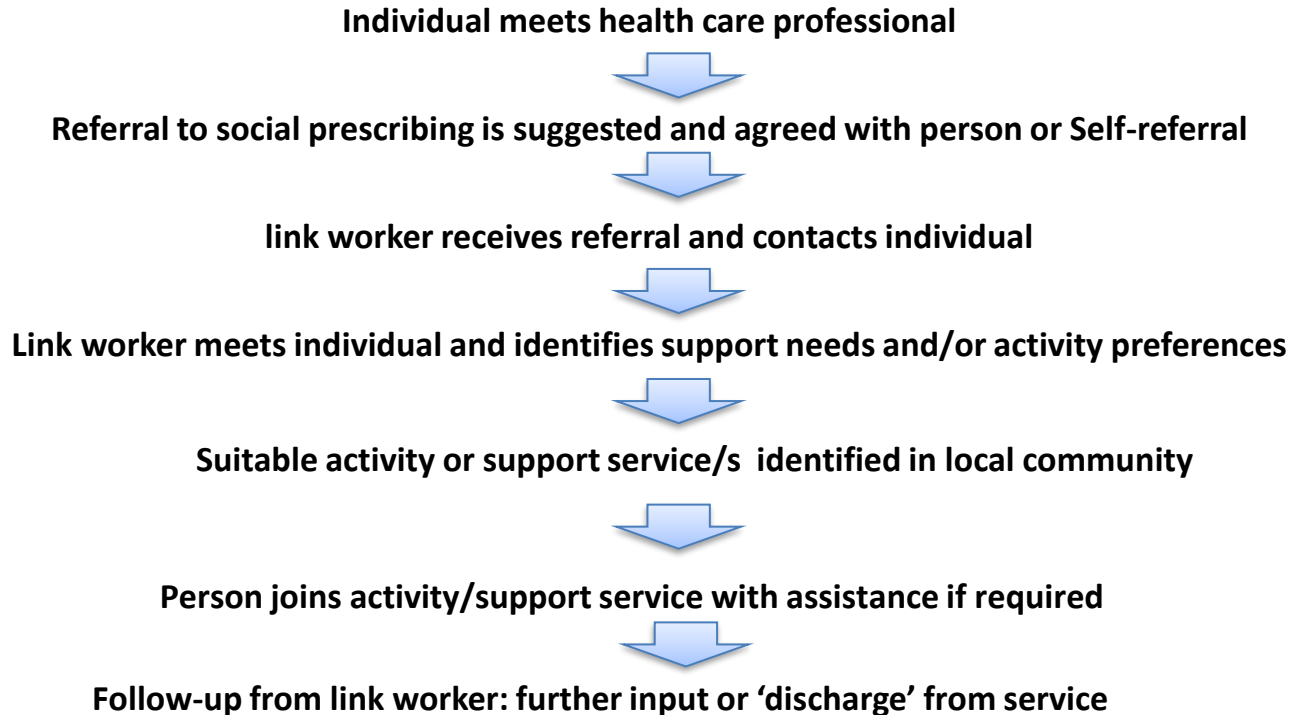 Individual meets health care professional
Referral to social prescribing is suggested and agreed with person or Self-referral
link worker receives referral and contacts individual
Link worker meets individual and identifies support needs and/or activity preferences
Suitable activity or support service/s identified in local community
Person joins activity/support service with assistance if required
Follow-up from link worker: further input or ‘discharge’ from service